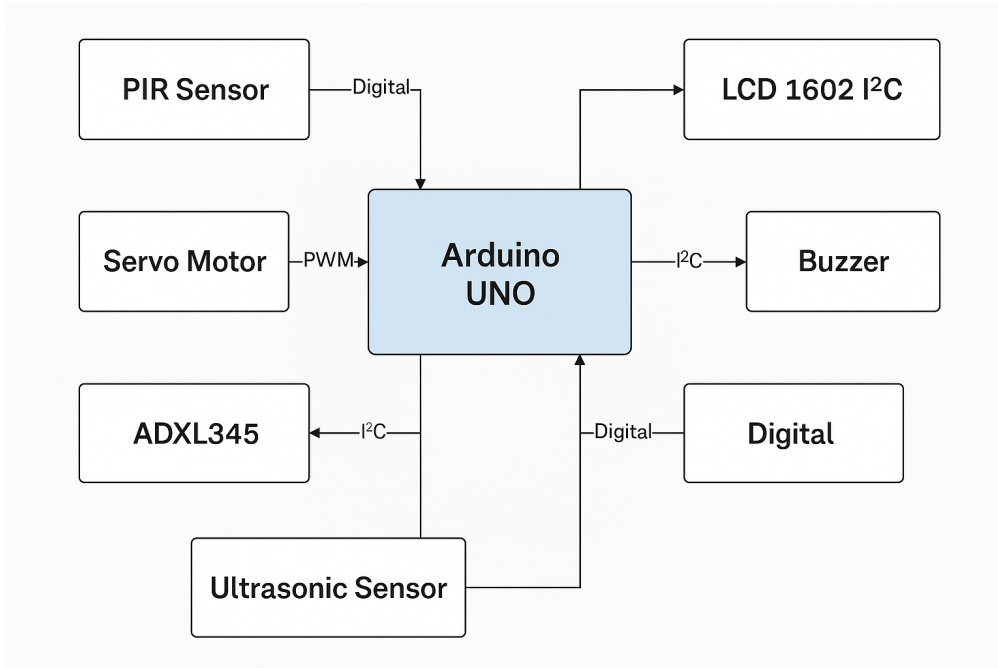 PIR Sensor
Digital
LCD 1602 I²C
Servo Motor
PWM
Arduino
UNO
I²C
Buzzer
ADXL345
I²C
Digital
Digital
Ultrasonic Sensor